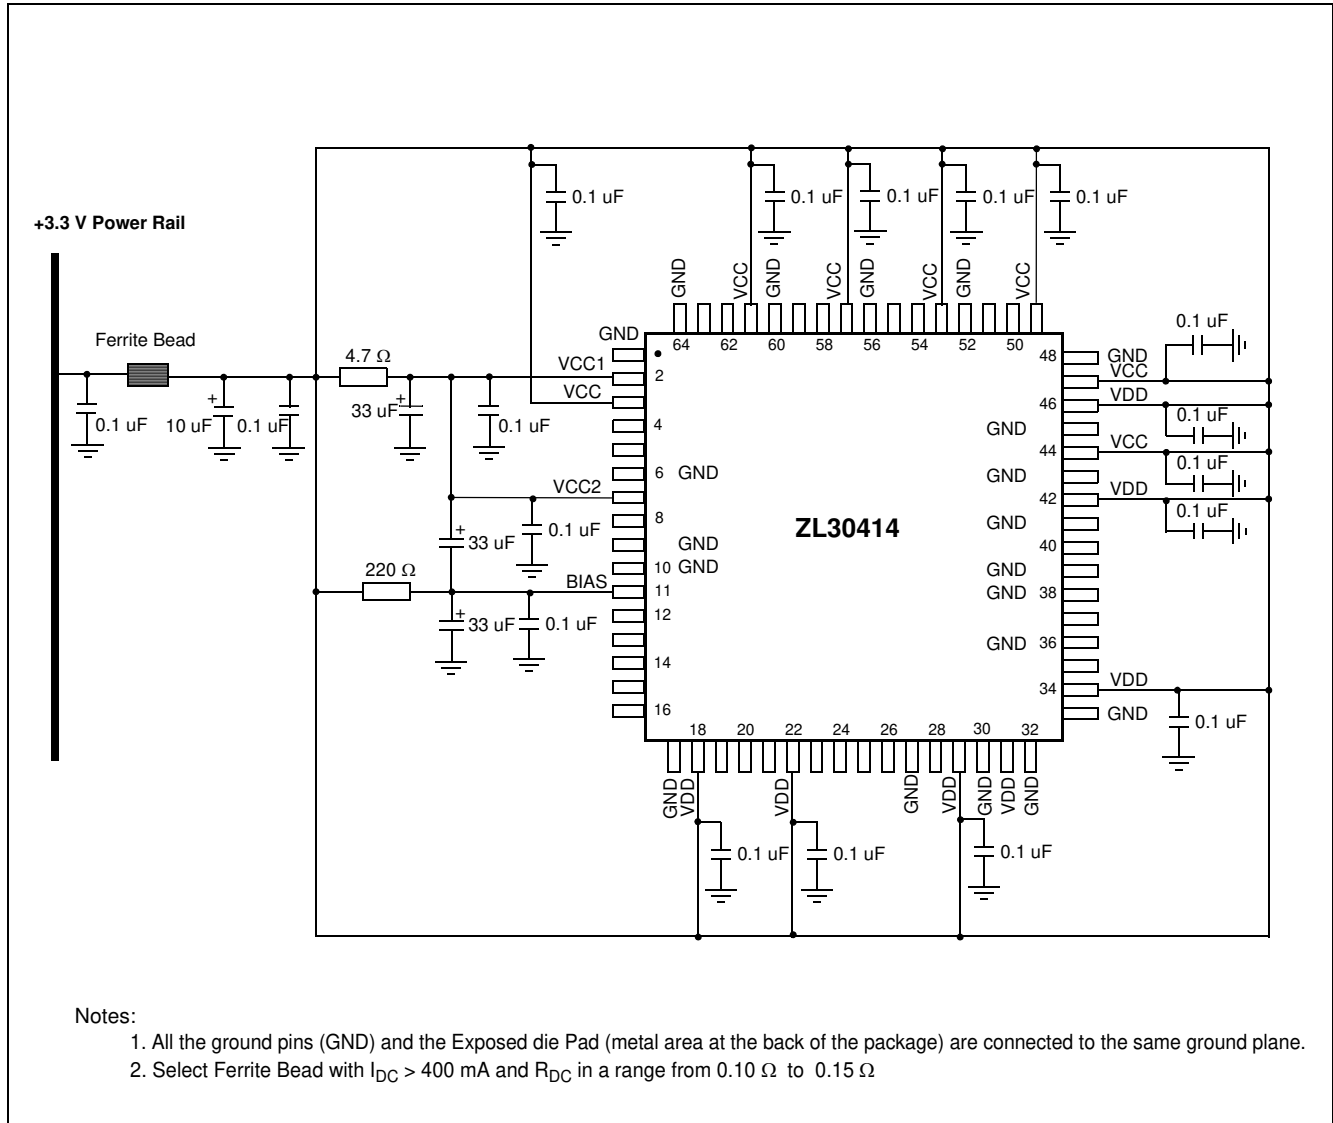 0.1 uF 0.1 uF 0.1 uF 0.1 uF 0.1 uF
+3.3 V Power Rail
GND VCC GND VCC GND VCC GND VCC
Ferrite Bead
GND
64 62 60 58 56 54 52 50
0.1 uF
4.7 Ω
VCC1
2
48
GND
VCC
VCC
46
VDD
+
10 uF
0.1 uF
0.1 uF
33 uF
+
0.1 uF
4
GND
0.1 uF
44
VCC
6 GND
GND
0.1 uF
VCC2
42
VDD
0.1 uF
8
GND
+
33 uF
0.1 uF
ZL30414
GND
40
10 GND
GND
220 Ω
BIAS
11
GND
38
+
33 uF
0.1 uF
12
GND 36
14
34
VDD
16
GND
0.1 uF
18 20 22 24 26 28 30 32
GND VDD VDD GND VDD GND VDD GND
0.1 uF 0.1 uF 0.1 uF
Notes:
1. All the ground pins (GND) and the Exposed die Pad (metal area at the back of the package) are connected to the same ground plane.
2. Select Ferrite Bead with IDC > 400 mA and RDC in a range from 0.10 Ω to 0.15 Ω